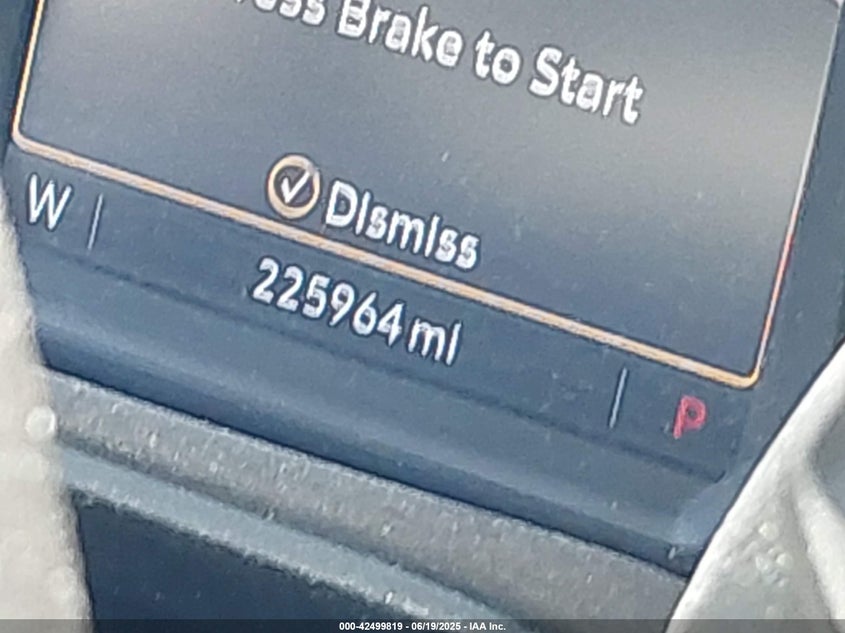 Brake to Start
Dismiss
W
225964 mi
P
000-42499819 - 06/19/2025 - IAA Inc.